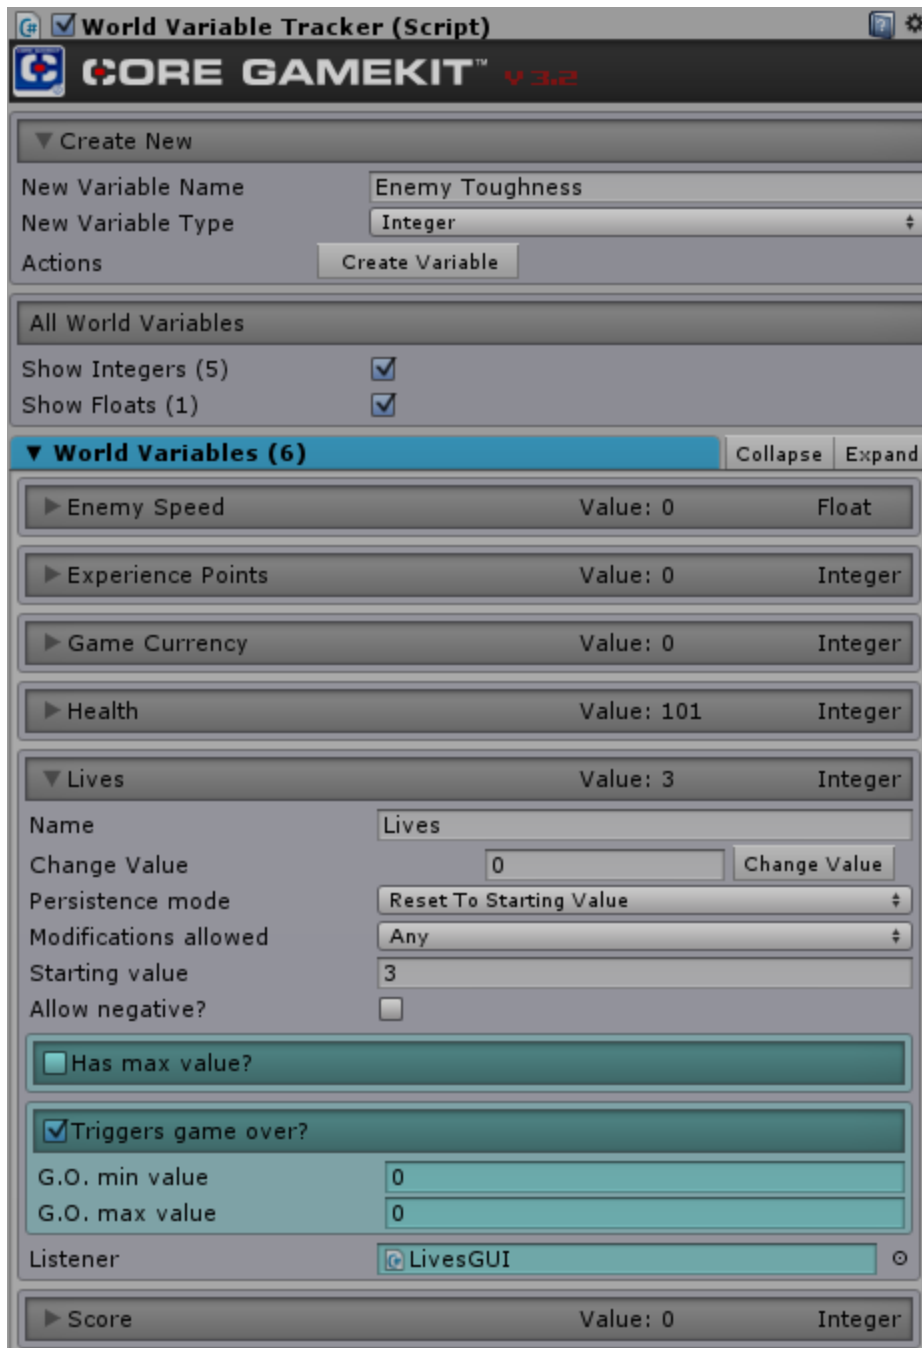 World Variable Tracker (Script)
CORE GAMEKIT™ V 3.2
Create New
New Variable Name Enemy Toughness
New Variable Type Integer
Actions Create Variable
All World Variables
Show Integers (5)
Show Floats (1)
World Variables (6) Collapse Expand
Enemy Speed Value: 0 Float
Experience Points Value: 0 Integer
Game Currency Value: 0 Integer
Health Value: 101 Integer
Lives Value: 3 Integer
Name Lives
Change Value 0 Change Value
Persistence mode Reset To Starting Value
Modifications allowed Any
Starting value 3
Allow negative?
Has max value?
Triggers game over?
G.O. min value 0
G.O. max value 0
Listener LivesGUI
Score Value: 0 Integer